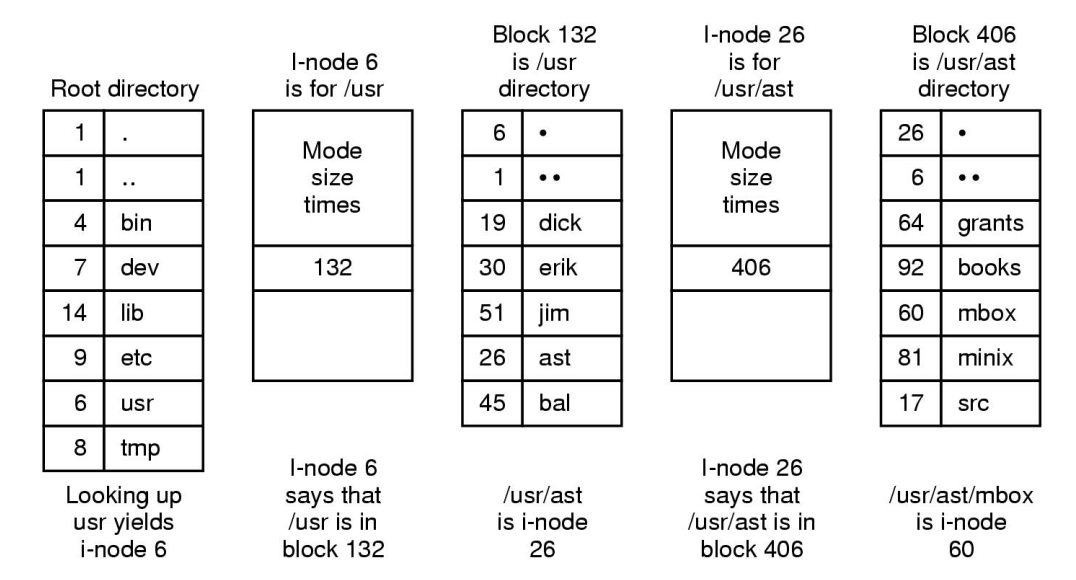 Root directory
1 .
1 ..
4 bin
7 dev
14 lib
9 etc
6 usr
8 tmp
Looking up
usr yields
i-node 6
I-node 6
is for /usr
Mode
size
times
132
I-node 6
says that
/usr is in
block 132
Block 132
is /usr
directory
6 •
1 ••
19 dick
30 erik
51 jim
26 ast
45 bal
/usr/ast
is i-node
26
I-node 26
is for
/usr/ast
Mode
size
times
406
I-node 26
says that
/usr/ast is in
block 406
Block 406
is /usr/ast
directory
26 •
6 ••
64 grants
92 books
60 mbox
81 minix
17 src
/usr/ast/mbox
is i-node
60